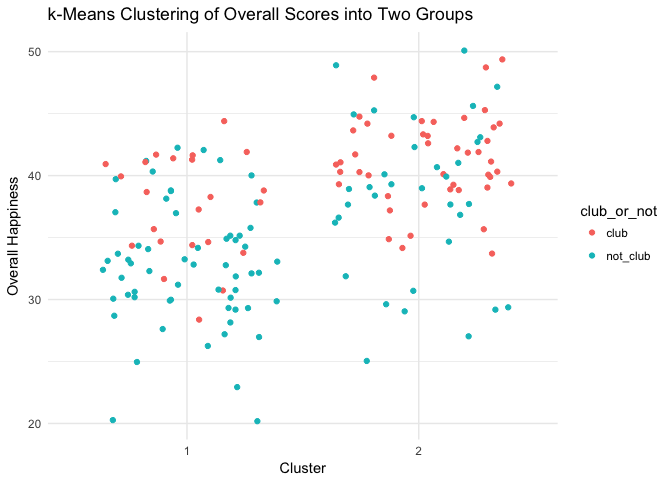 k-Means Clustering of Overall Scores into Two Groups
50
40
30
20
Overall Happiness
1
2
Cluster
club_or_not
club
not_club